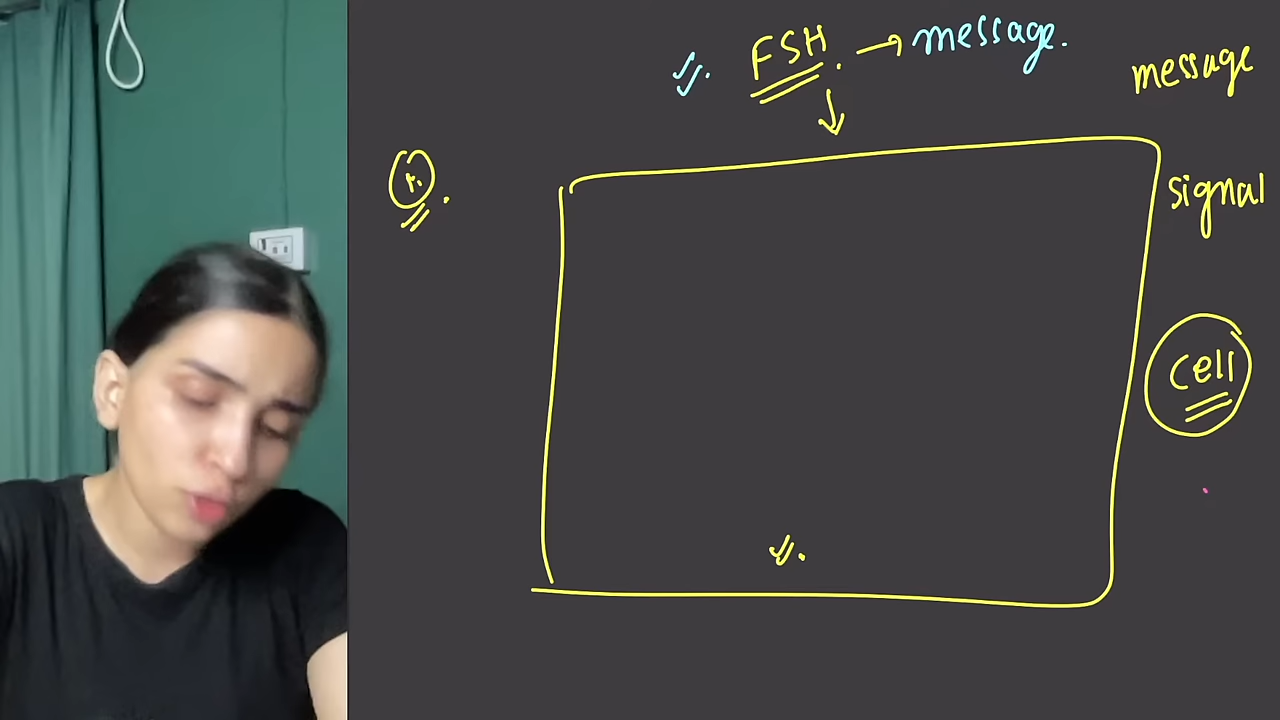 FSH. → message.
message
signal
cell